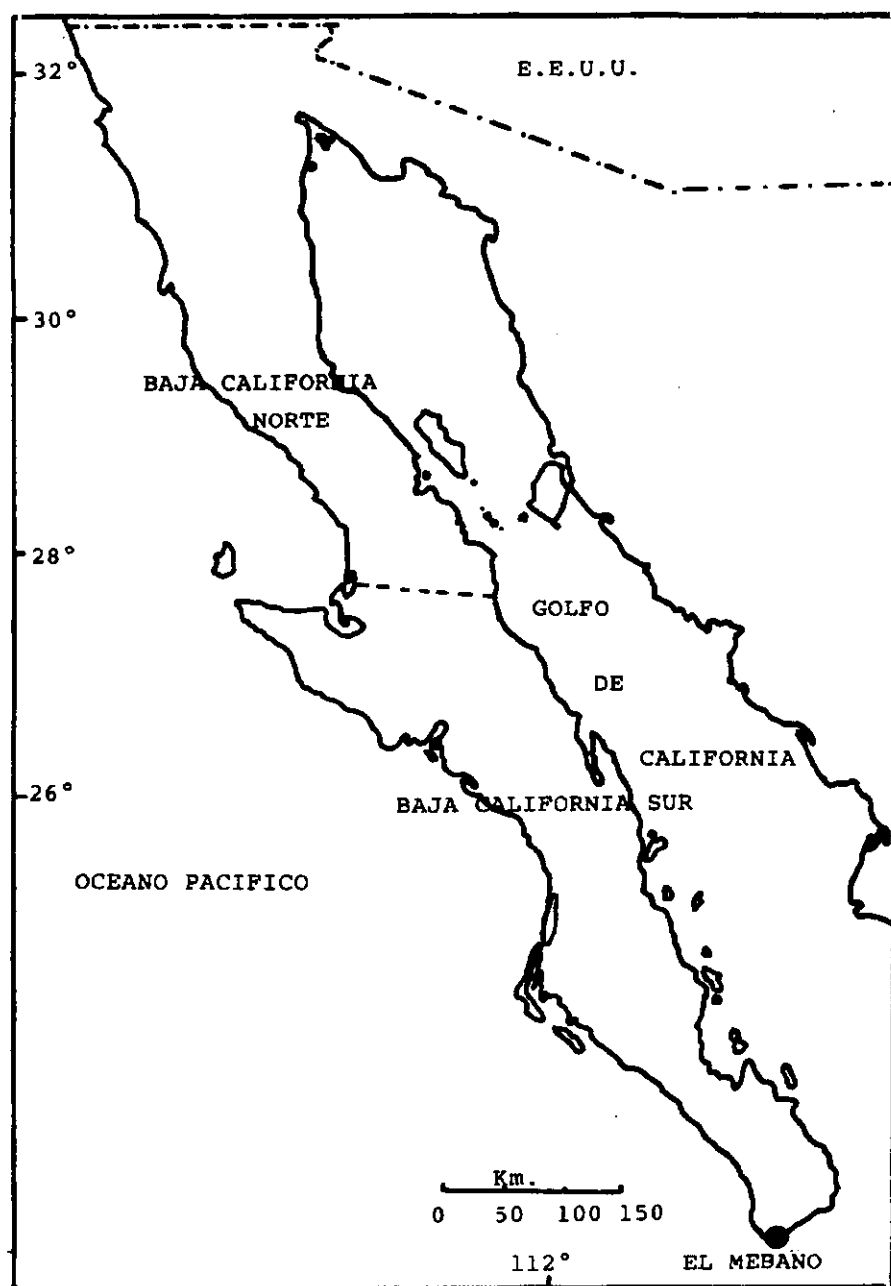 32°
E.E.U.U.
30°
BAJA CALIFORNIA
NORTE
28°
GOLFO
DE
CALIFORNIA
26°
BAJA CALIFORNIA SUR
OCEANO PACIFICO
Km.
0 50 100 150
112°
EL MEBANO